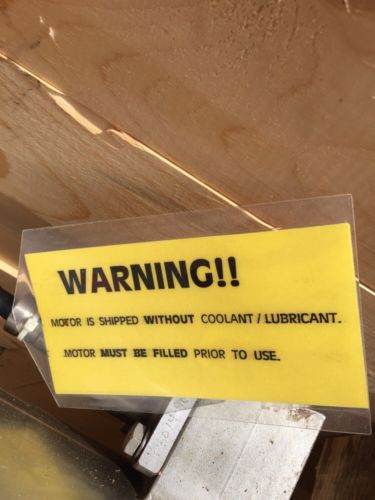 WARNING!!
MOTOR IS SHIPPED WITHOUT COOLANT / LUBRICANT.
MOTOR MUST BE FILLED PRIOR TO USE.